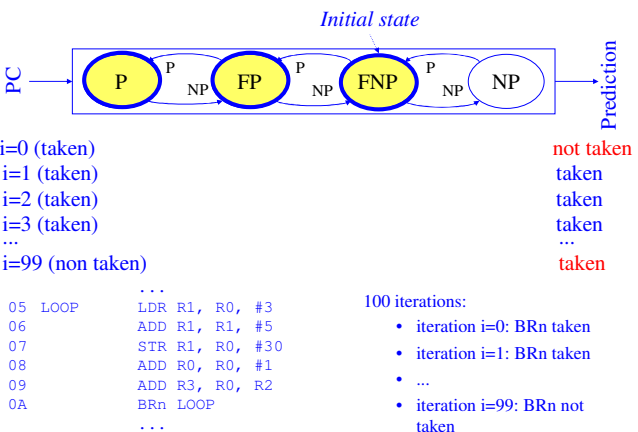 Initial state
PC
P
P
NP
FP
P
NP
FNP
P
NP
NP
Prediction
i=0 (taken)
not taken
i=1 (taken)
taken
i=2 (taken)
taken
i=3 (taken)
taken
...
...
i=99 (non taken)
taken
...
05 LOOP LDR R1, R0, #3
06 ADD R1, R1, #5
07 STR R1, R0, #30
08 ADD R0, R0, #1
09 ADD R3, R0, R2
0A BRn LOOP
...
100 iterations:
• iteration i=0: BRn taken
• iteration i=1: BRn taken
• ...
• iteration i=99: BRn not
taken